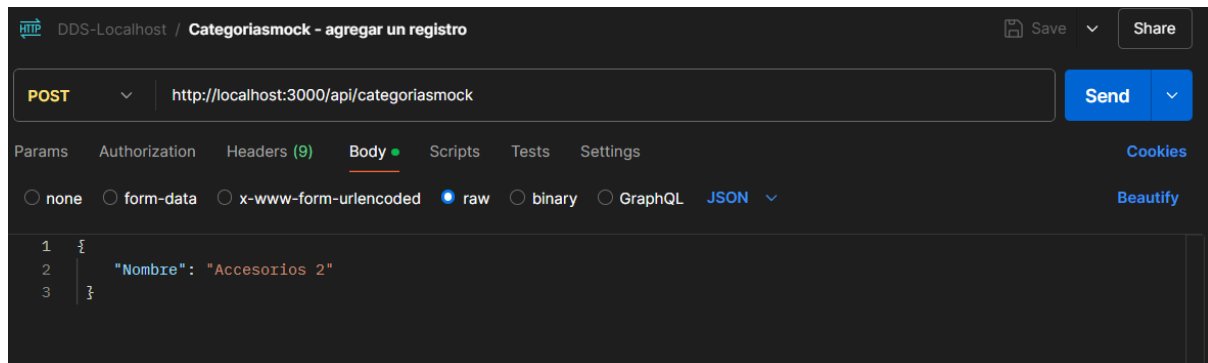 HTTP DDS-Localhost / Categoriasmock - agregar un registro Save Share
POST http://localhost:3000/api/categoriasmock Send
Params Authorization Headers (9) Body Scripts Tests Settings Cookies
none form-data x-www-form-urlencoded raw binary GraphQL JSON Beautify
1 {
2 "Nombre": "Accesorios 2"
3 }